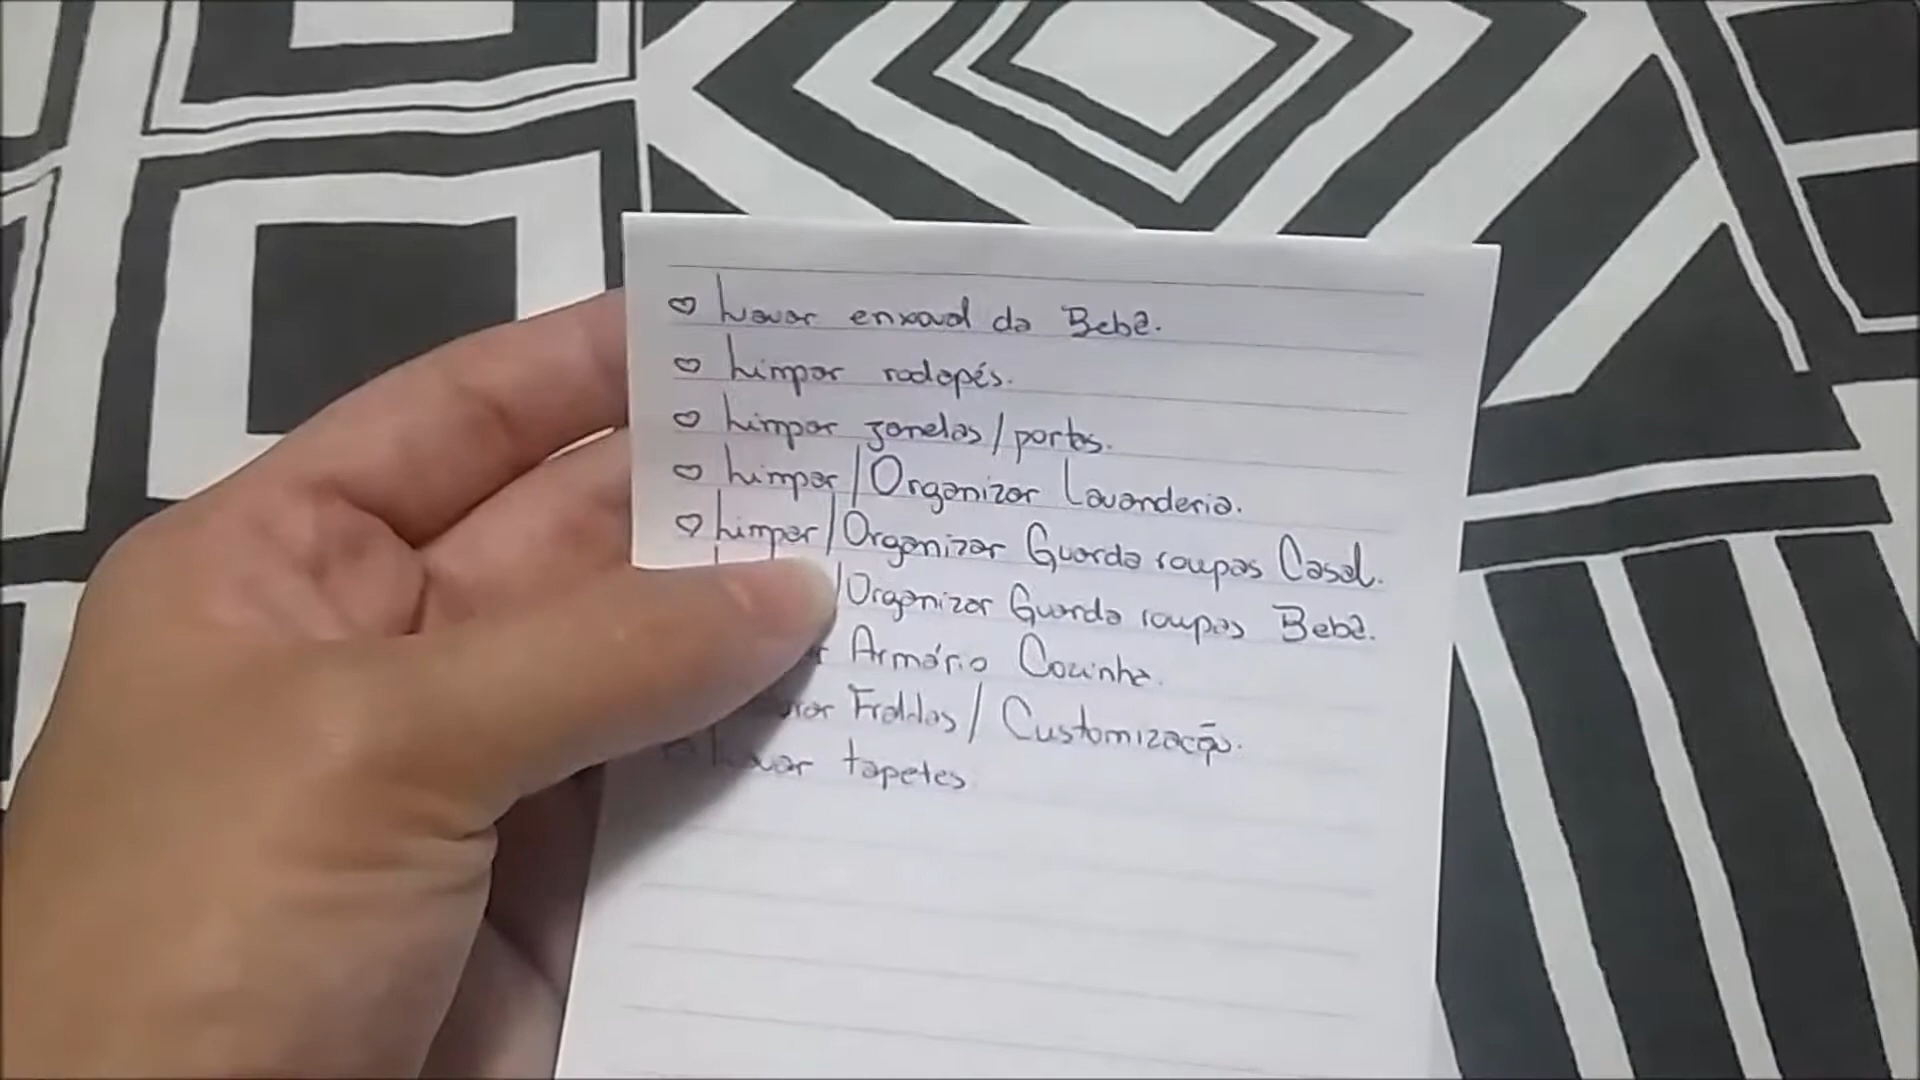 ♡ Lavar enxoval da Bebê.
♡ Limpar rodapés.
♡ Limpar janelas/portas.
♡ Limpar/Organizar Lavanderia.
♡ Limpar/Organizar Guarda roupas Casal.
/Organizar Guarda roupas Bebê.
Armário Cozinha.
Fraldas/Customização.
Lavar tapetes